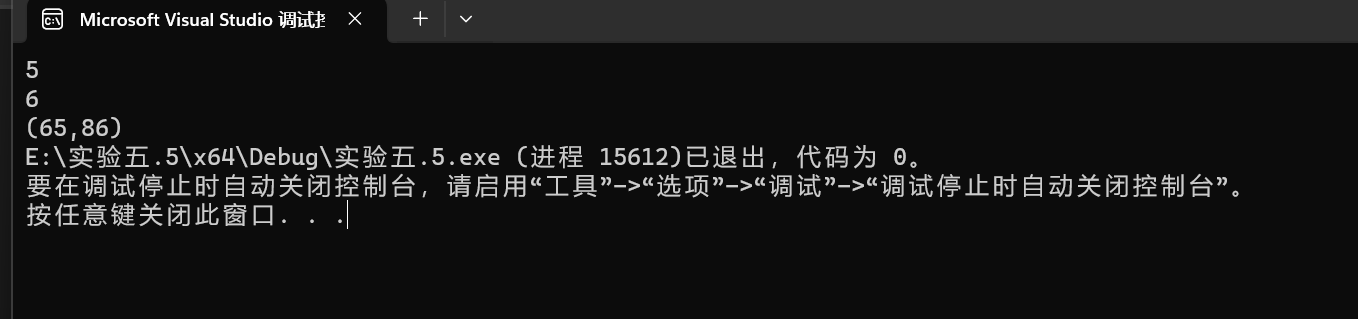 Microsoft Visual Studio 调试
5
6
(65,86)
E:\实验五.5\x64\Debug\实验五.5.exe (进程 15612)已退出，代码为 0。
要在调试停止时自动关闭控制台，请启用“工具”->“选项”->“调试”->“调试停止时自动关闭控制台”。
按任意键关闭此窗口. . .